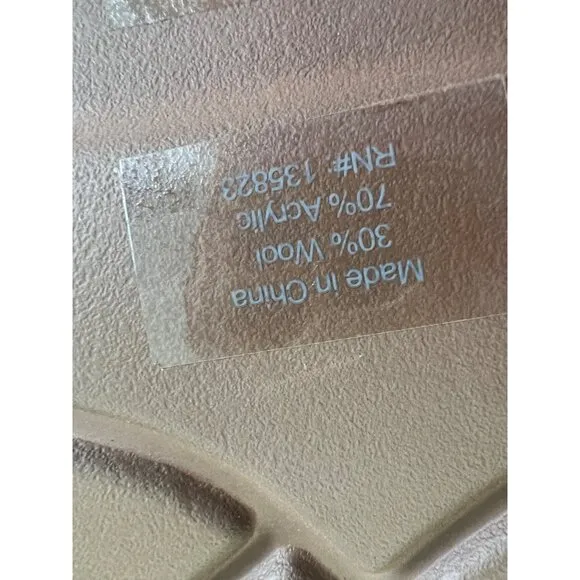 RN#: 135823
70% Acrylic
30% Wool
Made in China